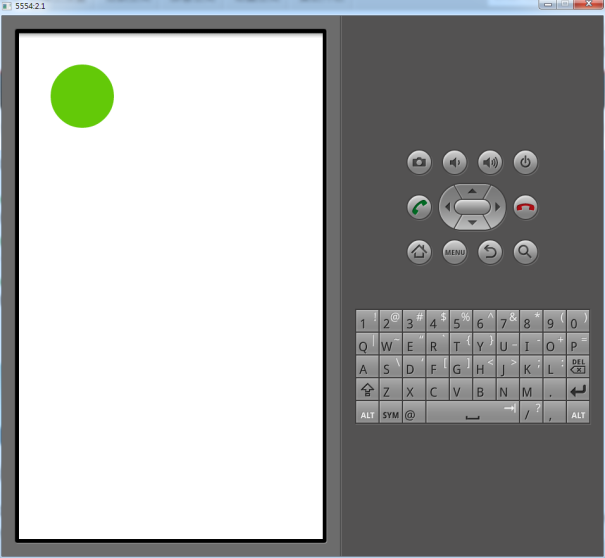 5554:2.1
MENU
1 ! 2 @ 3 # 4 $ 5 % 6 ^ 7 & 8 * 9 ( 0 )
Q | W ~ E " R ` T { Y } U _ I - O + P =
A S \ D ' F [ G ] H < J > K ; L : DEL
Z X C V B N M .
ALT SYM @ / ? , ALT